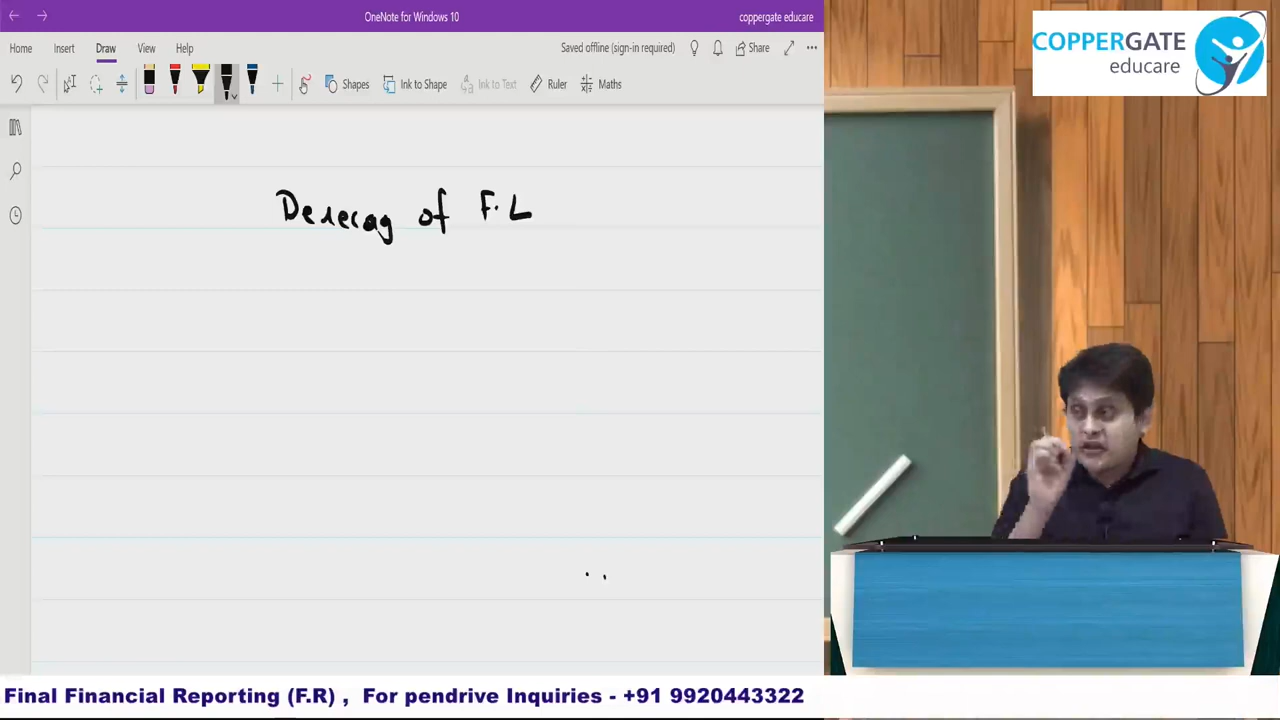 OneNote for Windows 10
coppergate educare
Home Insert Draw View Help
Saved offline (sign-in required)
Share
Shapes
Ink to Shape
Ink to Text
Ruler
Maths
COPPERGATE
educare
Derecog of F.L
Final Financial Reporting (F.R) , For pendrive Inquiries - +91 9920443322